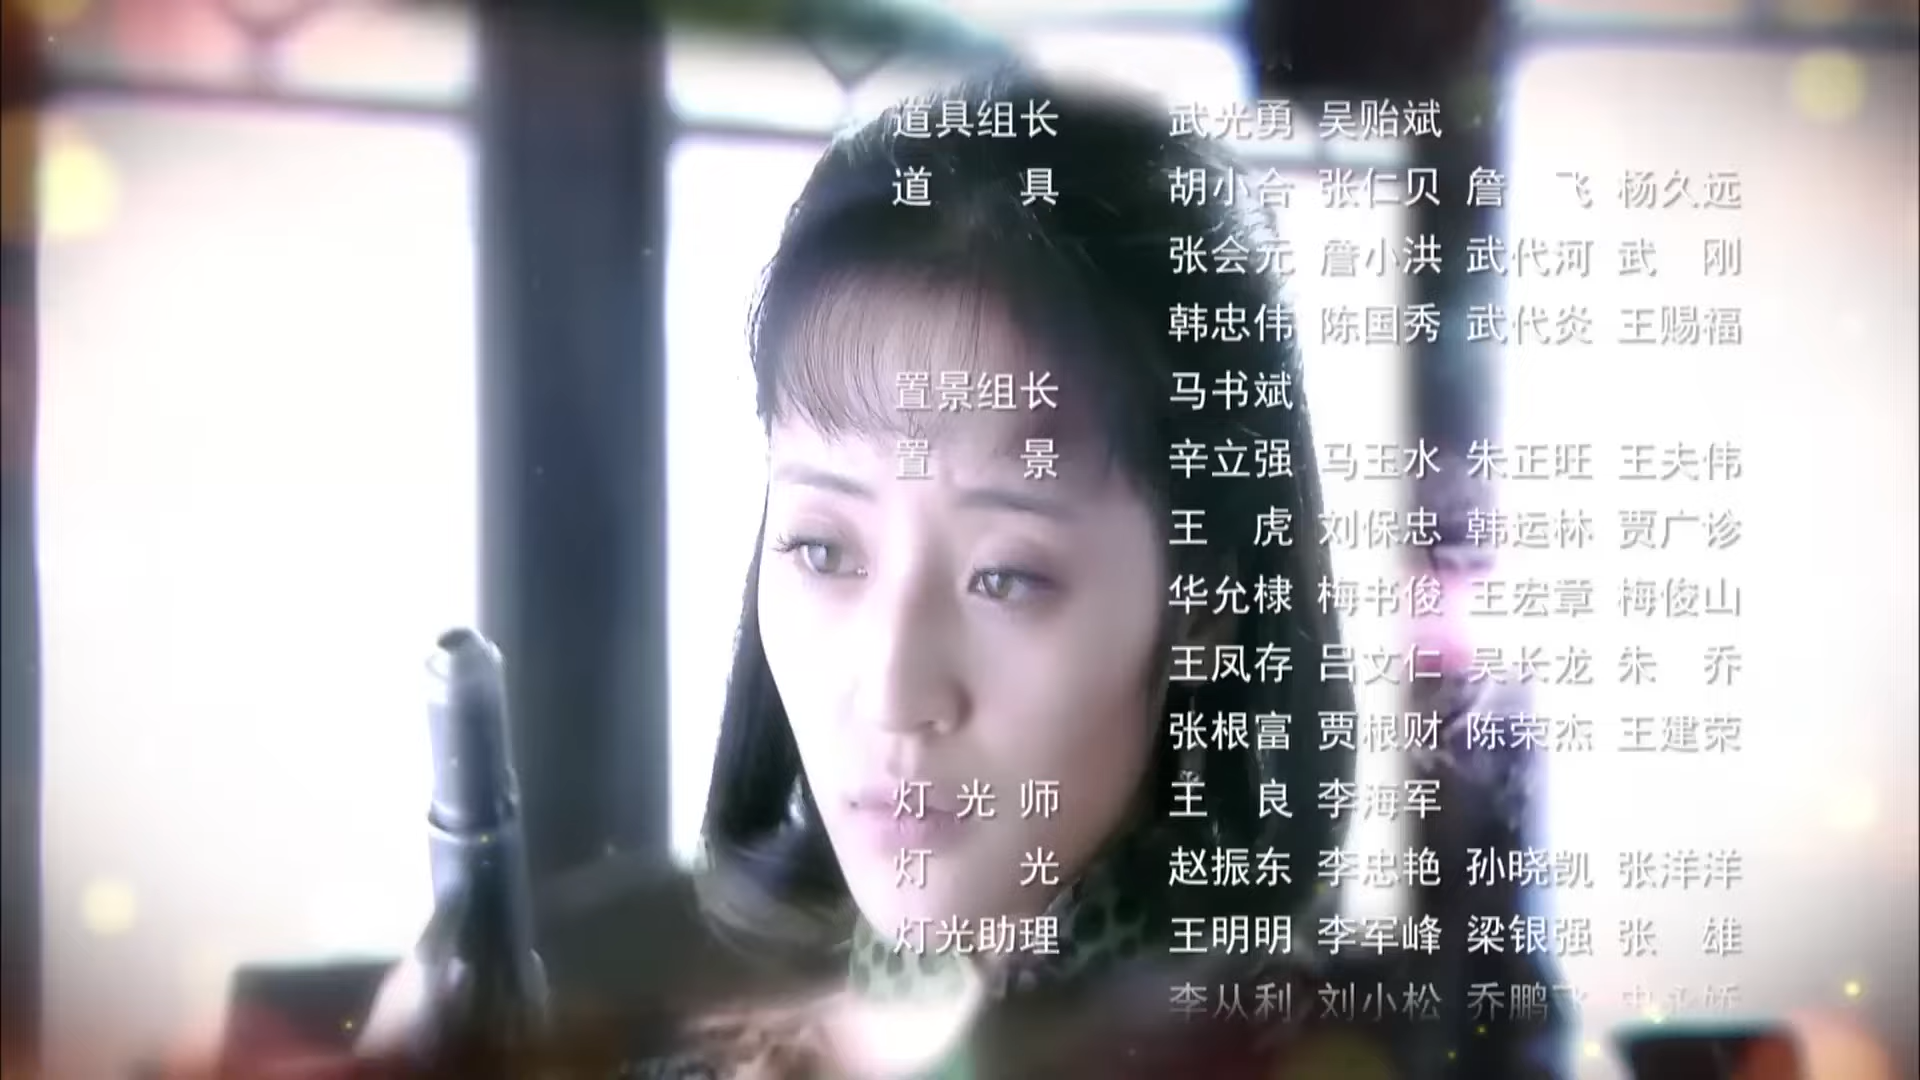 道具组长 武光勇 吴贻斌
道具 胡小合 张仁贝 詹飞 杨久远
张会元 詹小洪 武代河 武刚
韩忠伟 陈国秀 武代炎 王赐福
置景组长 马书斌
置景 辛立强 马玉水 朱正旺 王夫伟
王虎 刘保忠 韩运林 贾广诊
华允棣 梅书俊 王宏章 梅俊山
王凤存 吕文仁 吴长龙 朱乔
张根富 贾根财 陈荣杰 王建荣
灯光师 王良 李海军
灯光 赵振东 李忠艳 孙晓凯 张洋洋
灯光助理 王明明 李军峰 梁银强 张雄
李从利 刘小松 乔鹏飞